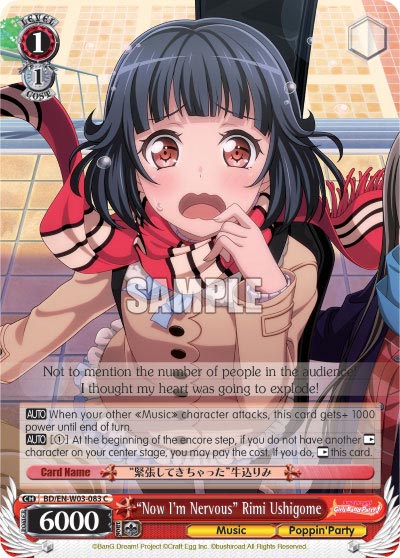 LEVEL
1
1
COST
SAMPLE
Not to mention the number of people in the audience!
I thought my heart was going to explode!
AUTO When your other «Music» character attacks, this card gets+ 1000
power until end of turn.
AUTO [①] At the beginning of the encore step, if you do not have another
character on your center stage, you may pay the cost. If you do, this card.
Card Name "緊張してきちゃった"牛込りみ
CH BD/EN-W03-083 C
"Now I'm Nervous" Rimi Ushigome
POWER 6000
Music Poppin'Party
©BanG Dream! Project ©Craft Egg Inc. ©bushiroad All Rights Reserved.